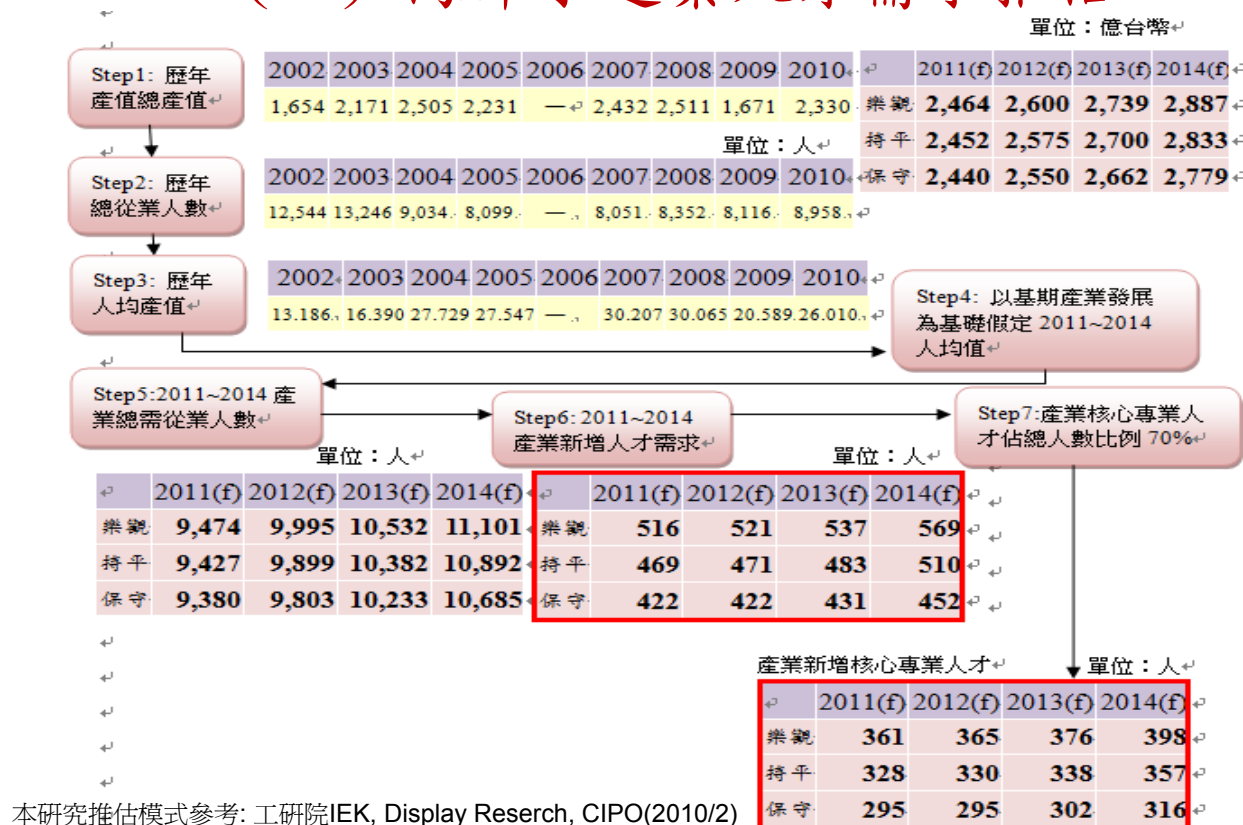 單位：億台幣
Step1: 歷年
產值總產值
2002 2003 2004 2005 2006 2007 2008 2009 2010
1,654 2,171 2,505 2,231 — 2,432 2,511 1,671 2,330
2011(f) 2012(f) 2013(f) 2014(f)
樂觀 2,464 2,600 2,739 2,887
持平 2,452 2,575 2,700 2,833
保守 2,440 2,550 2,662 2,779
單位：人
Step2: 歷年
總從業人數
2002 2003 2004 2005 2006 2007 2008 2009 2010
12,544 13,246 9,034 8,099 — 8,051 8,352 8,116 8,958
Step3: 歷年
人均產值
2002 2003 2004 2005 2006 2007 2008 2009 2010
13.186 16.390 27.729 27.547 — 30.207 30.065 20.589 26.010
Step4: 以基期產業發展
為基礎假定 2011~2014
人均值
Step5:2011~2014 產
業總需從業人數
Step6: 2011~2014
產業新增人才需求
Step7:產業核心專業人
才佔總人數比例 70%
單位：人
2011(f) 2012(f) 2013(f) 2014(f)
樂觀 9,474 9,995 10,532 11,101
持平 9,427 9,899 10,382 10,892
保守 9,380 9,803 10,233 10,685
單位：人
2011(f) 2012(f) 2013(f) 2014(f)
樂觀 516 521 537 569
持平 469 471 483 510
保守 422 422 431 452
產業新增核心專業人才 單位：人
2011(f) 2012(f) 2013(f) 2014(f)
樂觀 361 365 376 398
持平 328 330 338 357
保守 295 295 302 316
本研究推估模式參考: 工研院IEK, Display Reserch, CIPO(2010/2)